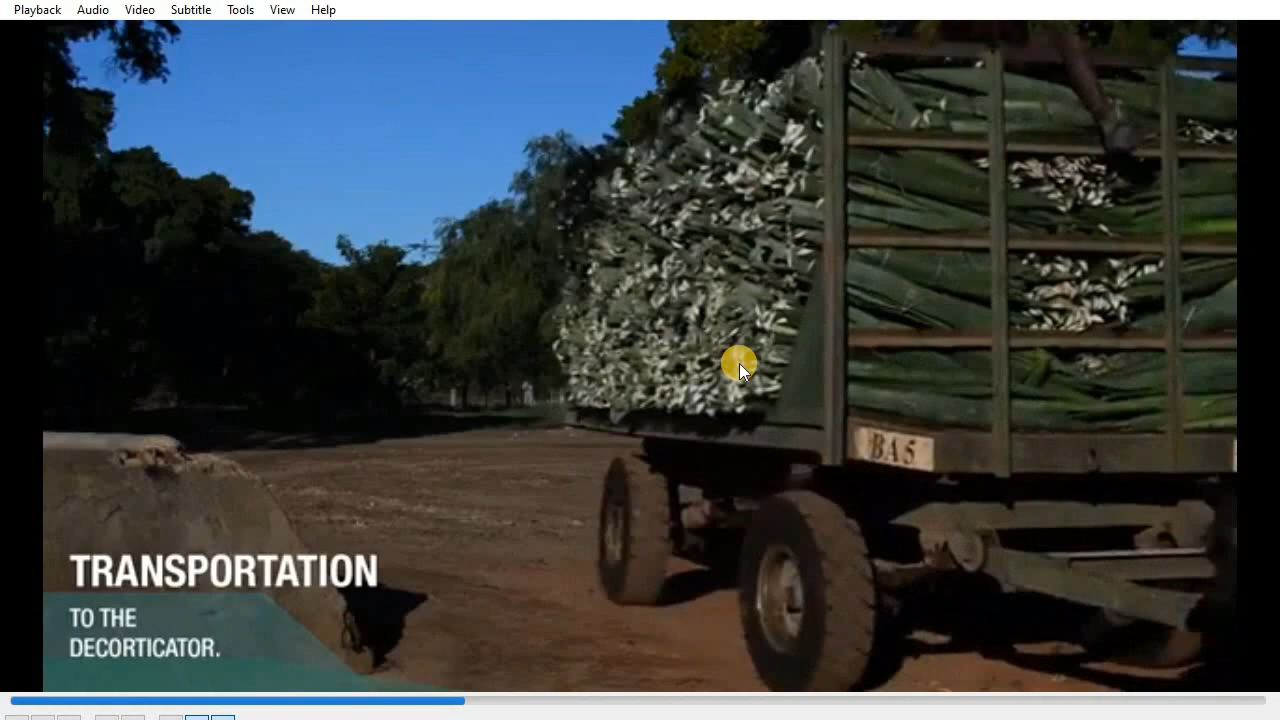 Playback Audio Video Subtitle Tools View Help
BA5
TRANSPORTATION
TO THE
DECORTICATOR.